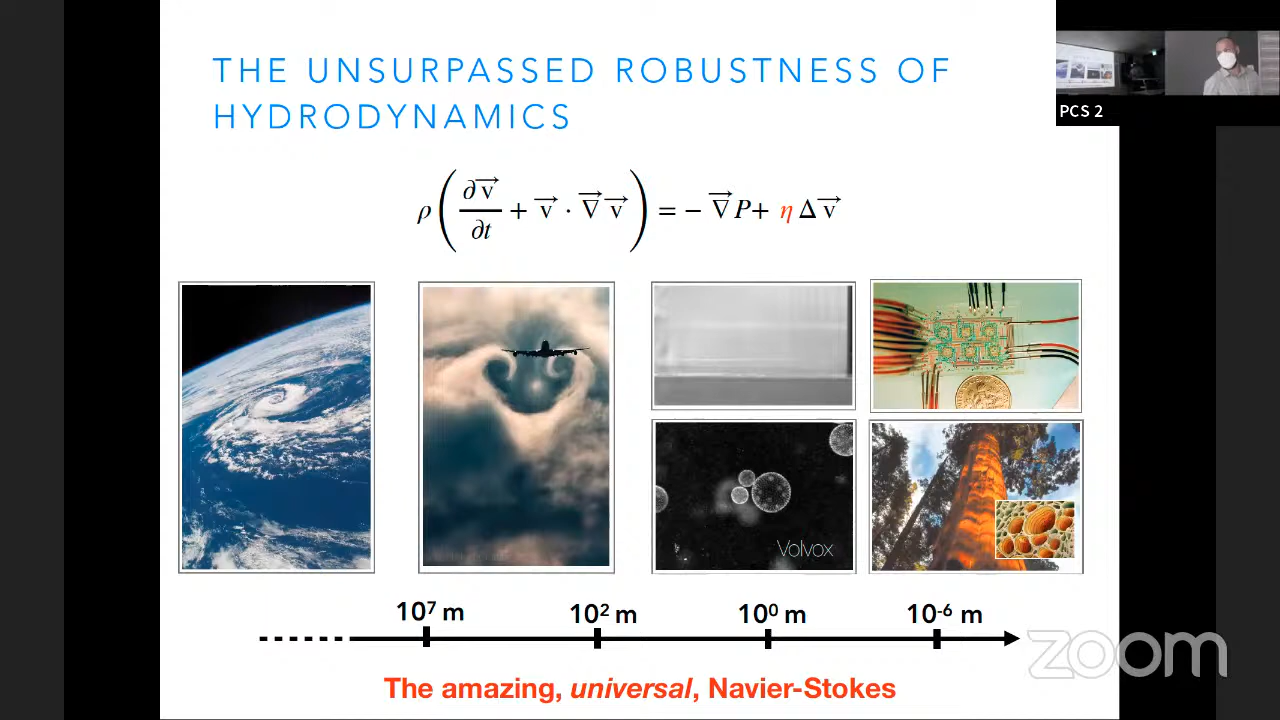 THE UNSURPASSED ROBUSTNESS OF
HYDRODYNAMICS
PCS 2
ρ(∂v⃗/∂t + v⃗ · ∇⃗ v⃗) = − ∇⃗P+ η Δv⃗
Volvox
10⁷ m
10² m
10⁰ m
10⁻⁶ m
zoom
The amazing, universal, Navier-Stokes